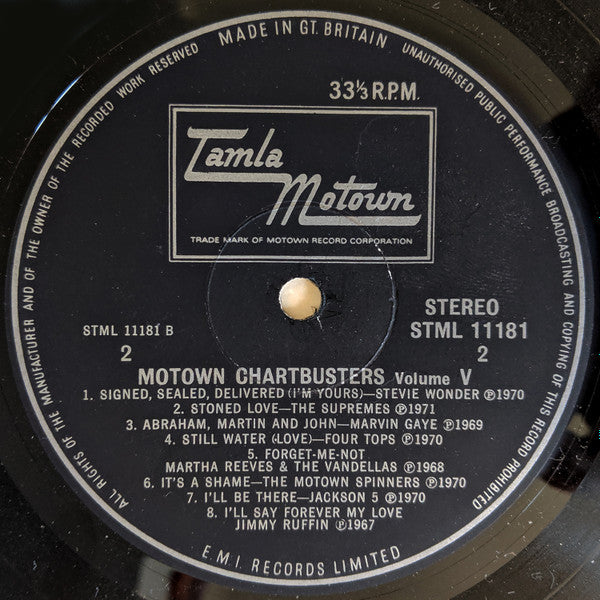 MADE IN GT. BRITAIN
UNAUTHORISED PUBLIC PERFORMANCE BROADCASTING AND COPYING OF THIS RECORD PROHIBITED
ALL RIGHTS OF THE MANUFACTURER AND OF THE OWNER OF THE RECORDED WORK RESERVED
33⅓ R.P.M.
Tamla
Motown
TRADE MARK OF MOTOWN RECORD CORPORATION
STML 11181 B
2
STEREO
STML 11181
2
MOTOWN CHARTBUSTERS Volume V
1. SIGNED, SEALED, DELIVERED (I'M YOURS)—STEVIE WONDER ℗1970
2. STONED LOVE—THE SUPREMES ℗1971
3. ABRAHAM, MARTIN AND JOHN—MARVIN GAYE ℗1969
4. STILL WATER (LOVE)—FOUR TOPS ℗1970
5. FORGET-ME-NOT
MARTHA REEVES & THE VANDELLAS ℗1968
6. IT'S A SHAME—THE MOTOWN SPINNERS ℗1970
7. I'LL BE THERE—JACKSON 5 ℗1970
8. I'LL SAY FOREVER MY LOVE
JIMMY RUFFIN ℗1967
E.M.I. RECORDS LIMITED